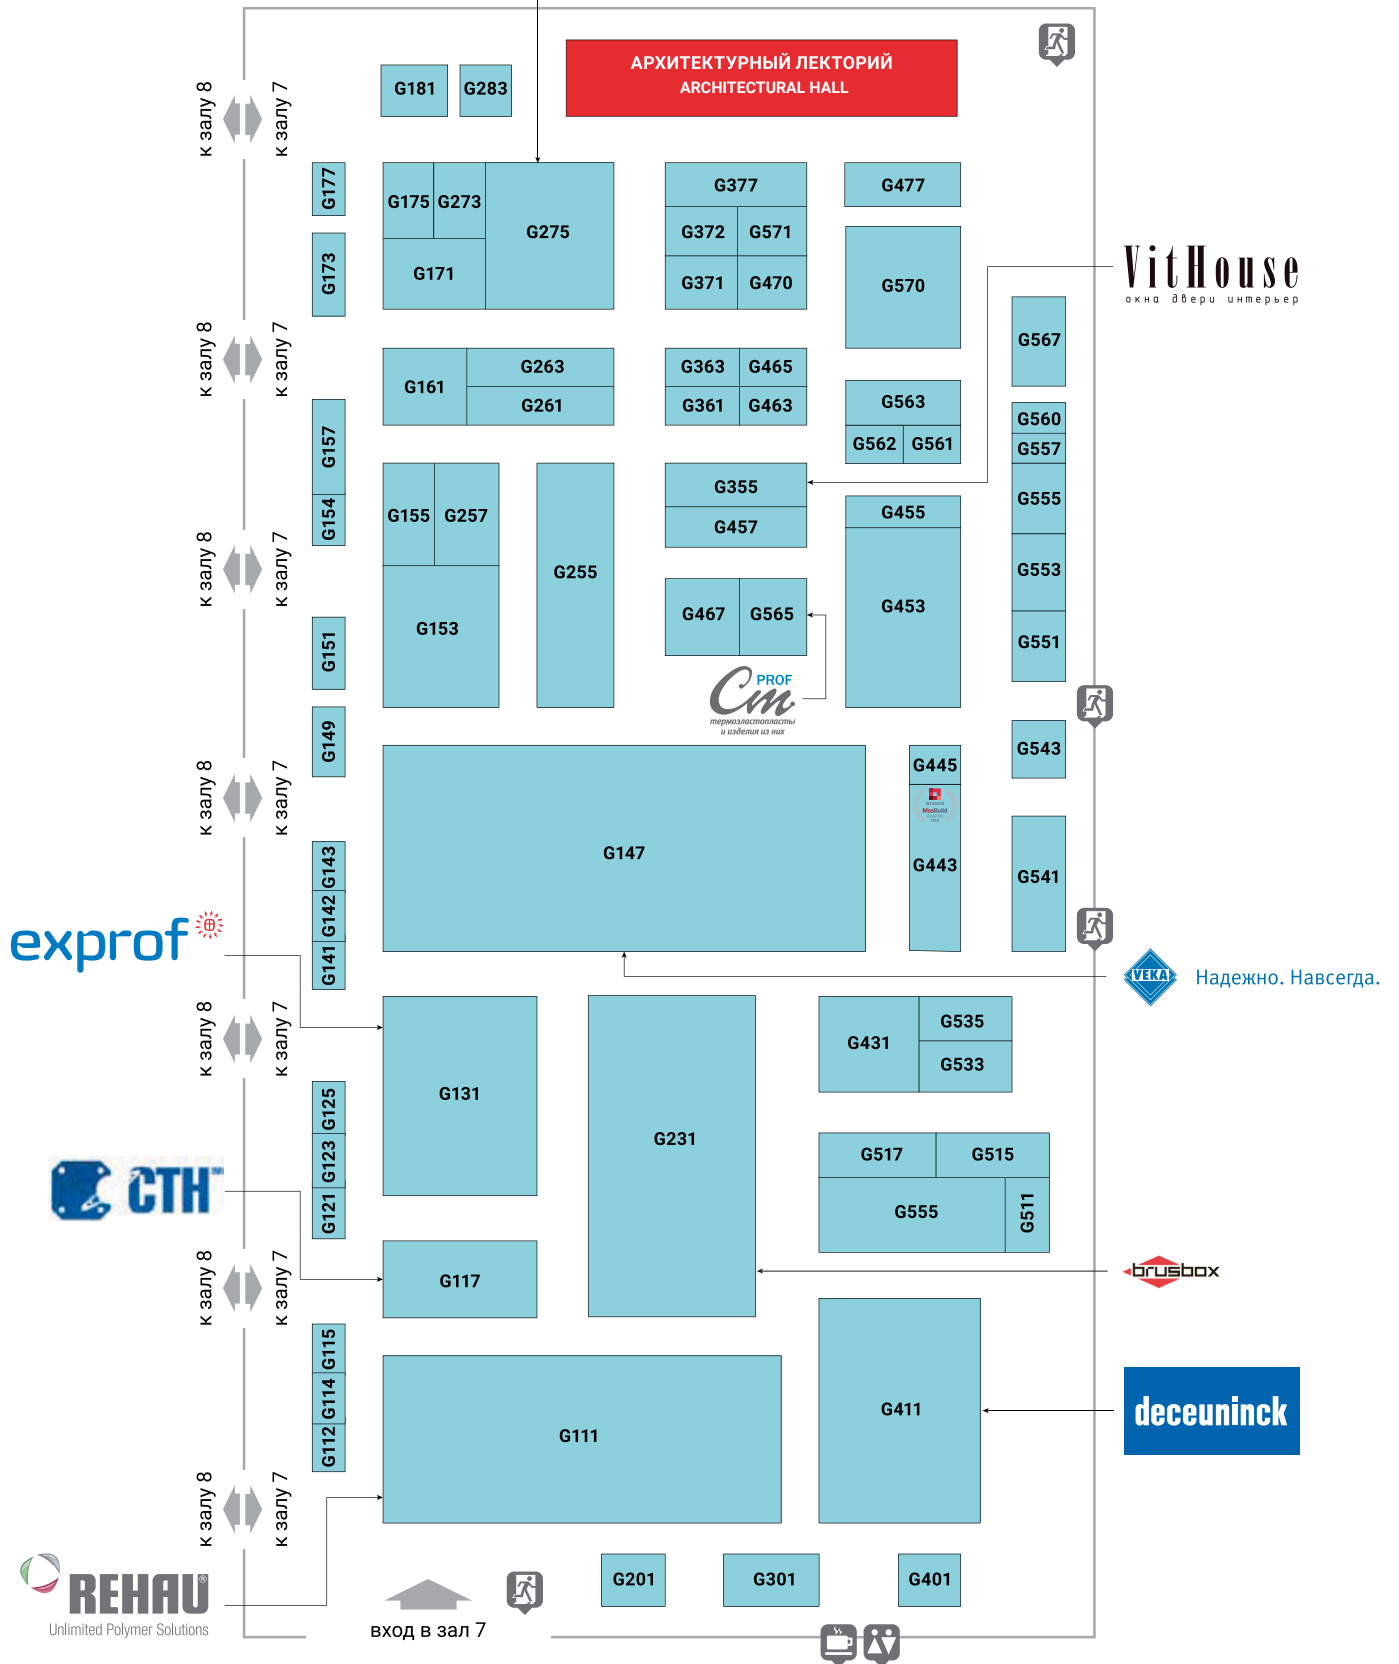 АРХИТЕКТУРНЫЙ ЛЕКТОРИЙ
ARCHITECTURAL HALL
G181
G283
к залу 8
к залу 7
G177
G175
G273
G275
G171
G173
G377
G372
G571
G371
G470
G477
G570
VitHouse
окна двери интерьер
G567
к залу 8
к залу 7
G161
G263
G261
G363
G465
G361
G463
G563
G562
G561
G560
G557
G555
G553
G551
G157
G154
G155
G257
G153
G255
G355
G457
G455
G453
к залу 8
к залу 7
G467
G565
PROF
Cm
термоэластопласты
и изделия из них
G151
G149
G543
G445
WINNER
MosBuild
G443
G541
G147
к залу 8
к залу 7
G143
G142
G141
exprof
VEKA
Надежно. Навсегда.
к залу 8
к залу 7
G131
G231
G431
G535
G533
G125
G123
G121
СТН
G517
G515
G555
G511
G117
к залу 8
к залу 7
brusbox
G115
G114
G112
G111
G411
deceuninck
к залу 8
к залу 7
REHAU®
Unlimited Polymer Solutions
G201
G301
G401
вход в зал 7